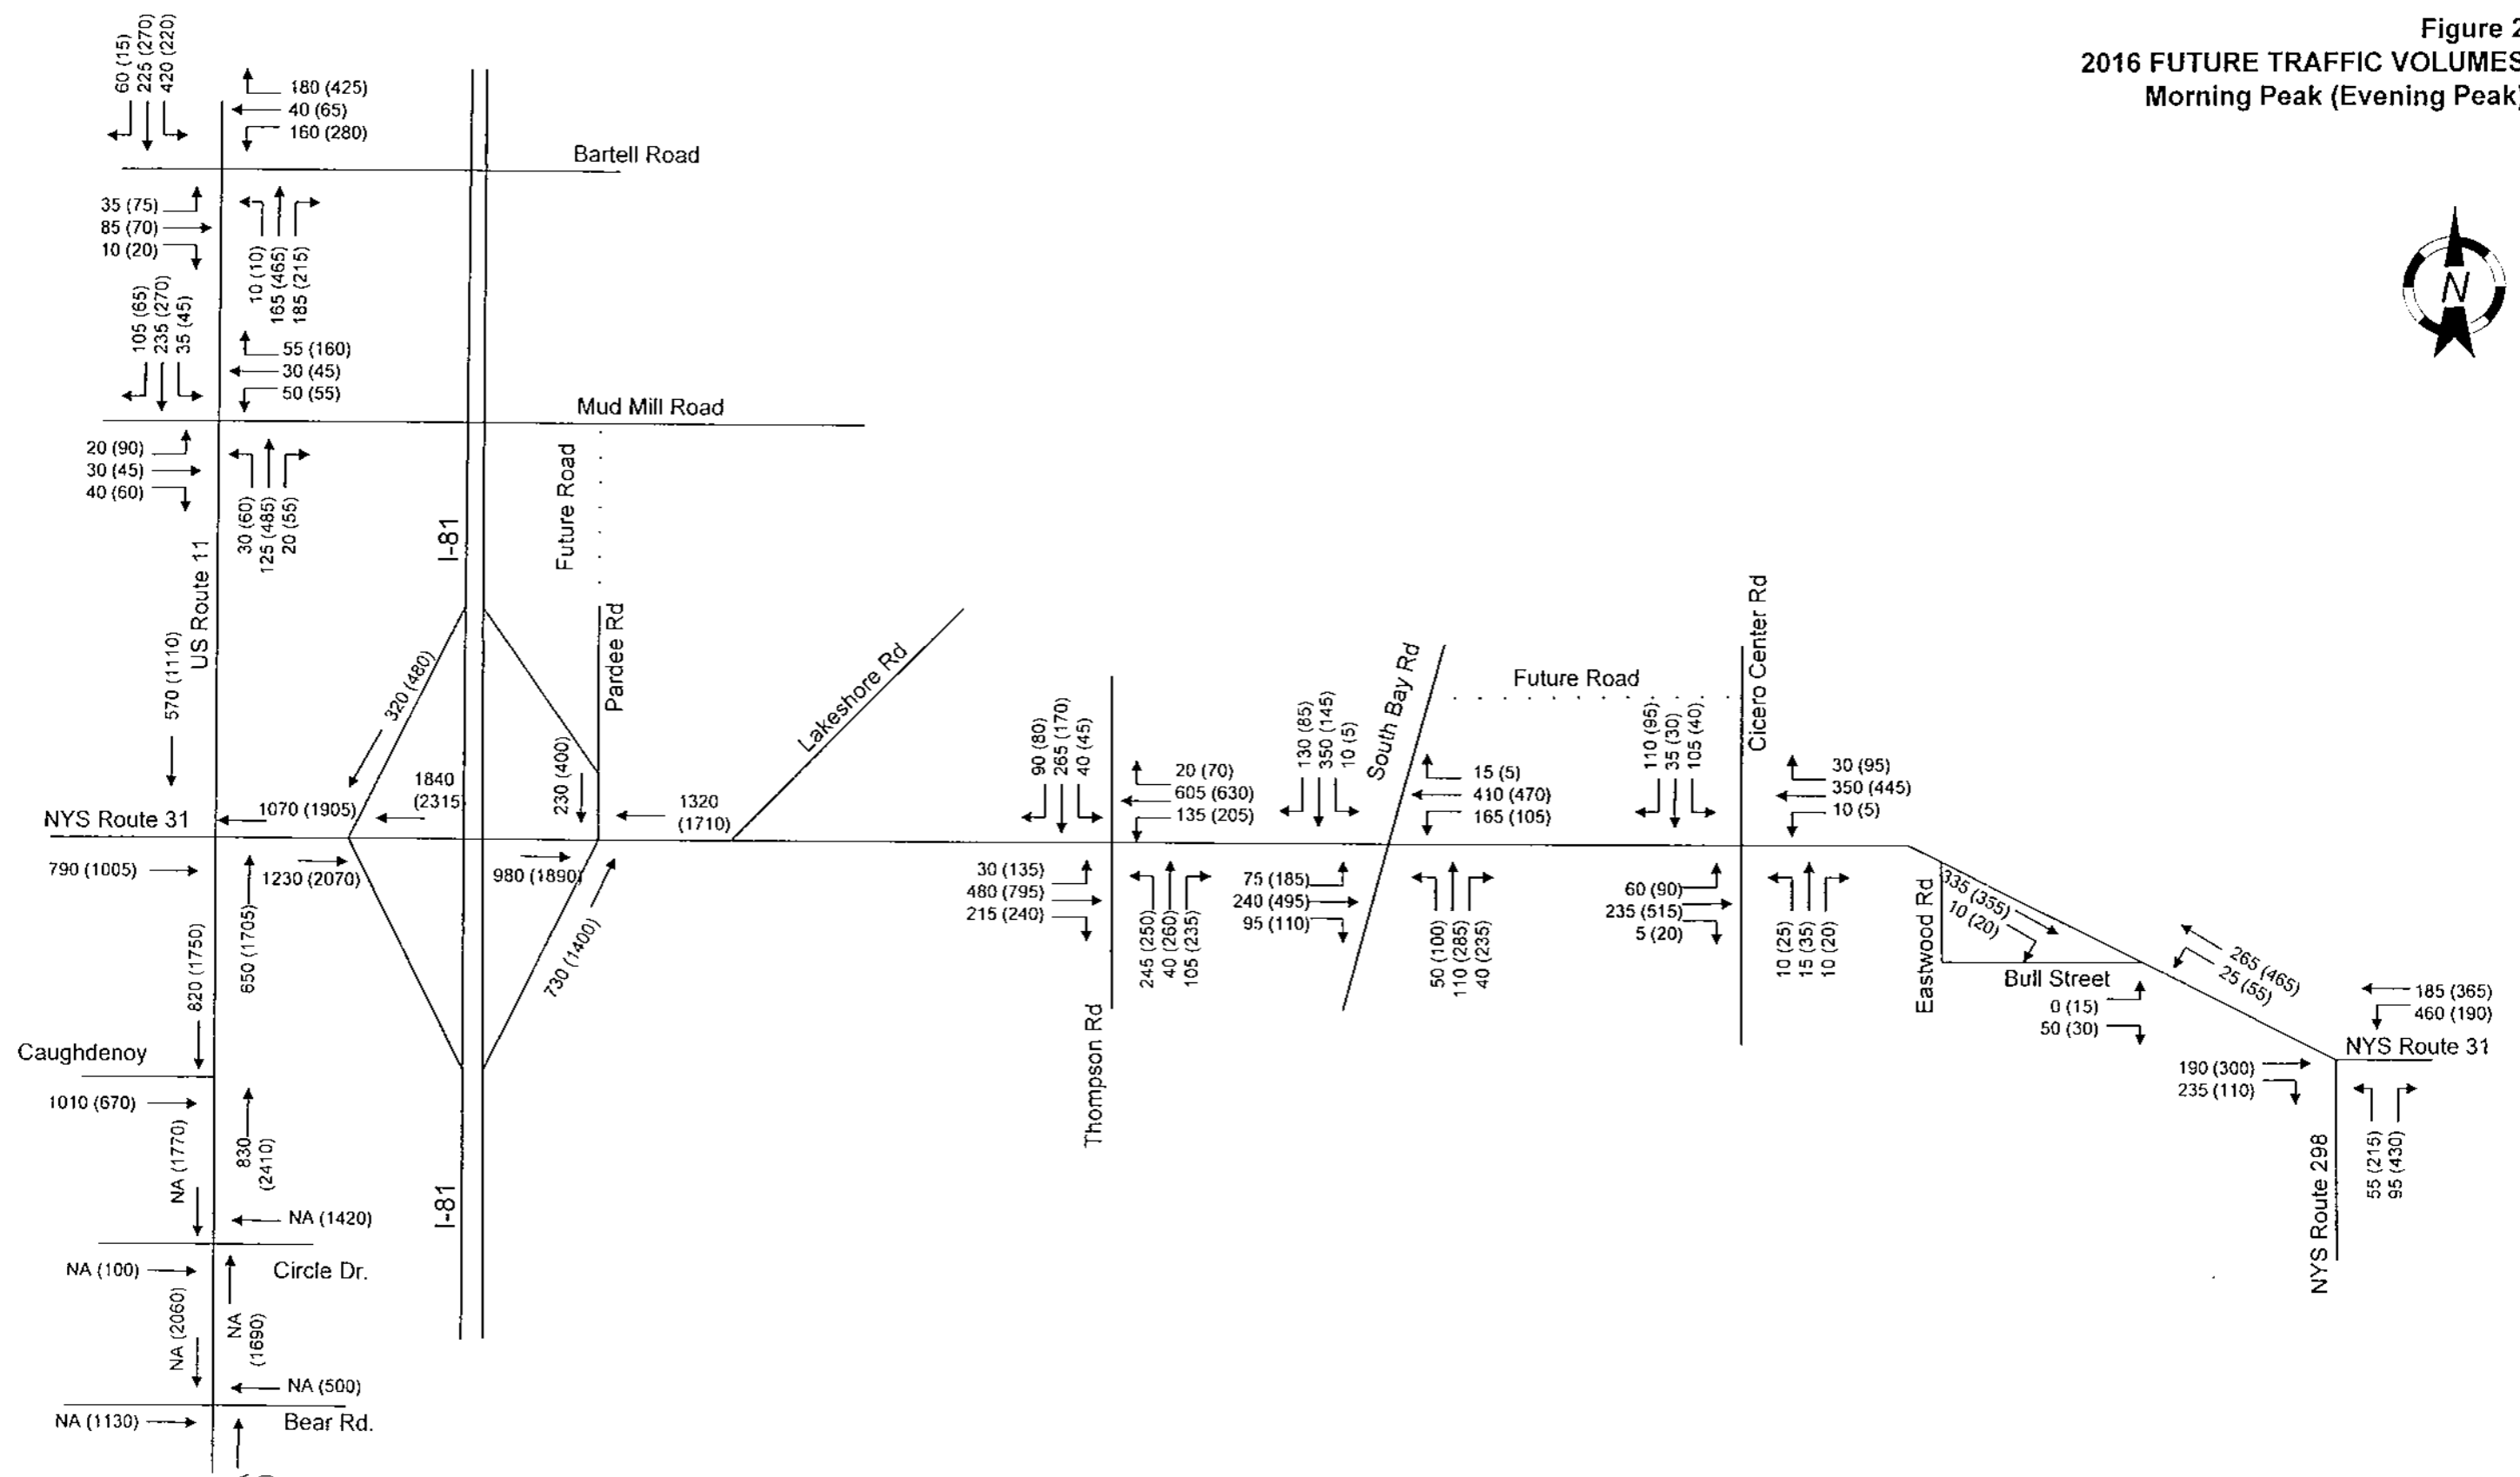 Figure 2
2016 FUTURE TRAFFIC VOLUMES
Morning Peak (Evening Peak)
60 (15)
225 (270)
420 (220)
180 (425)
40 (65)
160 (280)
Bartell Road
35 (75)
85 (70)
10 (20)
10 (10)
165 (465)
185 (215)
N
105 (65)
235 (270)
35 (45)
55 (160)
30 (45)
50 (55)
Mud Mill Road
20 (90)
30 (45)
40 (60)
30 (60)
125 (485)
20 (55)
US Route 11
I-81
Future Road
Pardee Rd
570 (1110)
320 (480)
1840
(2315
1070 (1905)
NYS Route 31
230 (400)
1320
(1710)
Lakeshore Rd
790 (1005)
1230 (2070)
980 (1890)
820 (1750)
650 (1705)
730 (1400)
90 (80)
265 (170)
40 (45)
20 (70)
605 (630)
135 (205)
30 (135)
480 (795)
215 (240)
245 (250)
40 (260)
105 (235)
Thompson Rd
130 (85)
350 (145)
10 (5)
South Bay Rd
15 (5)
410 (470)
165 (105)
75 (185)
240 (495)
95 (110)
50 (100)
110 (285)
40 (235)
Future Road
110 (95)
35 (30)
105 (40)
Cicero Center Rd
30 (95)
350 (445)
10 (5)
60 (90)
235 (515)
5 (20)
10 (25)
15 (35)
10 (20)
Eastwood Rd
335 (355)
10 (20)
Bull Street
0 (15)
50 (30)
265 (465)
25 (55)
185 (365)
460 (190)
NYS Route 31
190 (300)
235 (110)
NYS Route 298
55 (215)
95 (430)
Caughdenoy
1010 (670)
NA (1770)
830
(2410)
I-81
NA (1420)
NA (100)
Circle Dr.
NA (2060)
NA
(1690)
NA (500)
NA (1130)
Bear Rd.